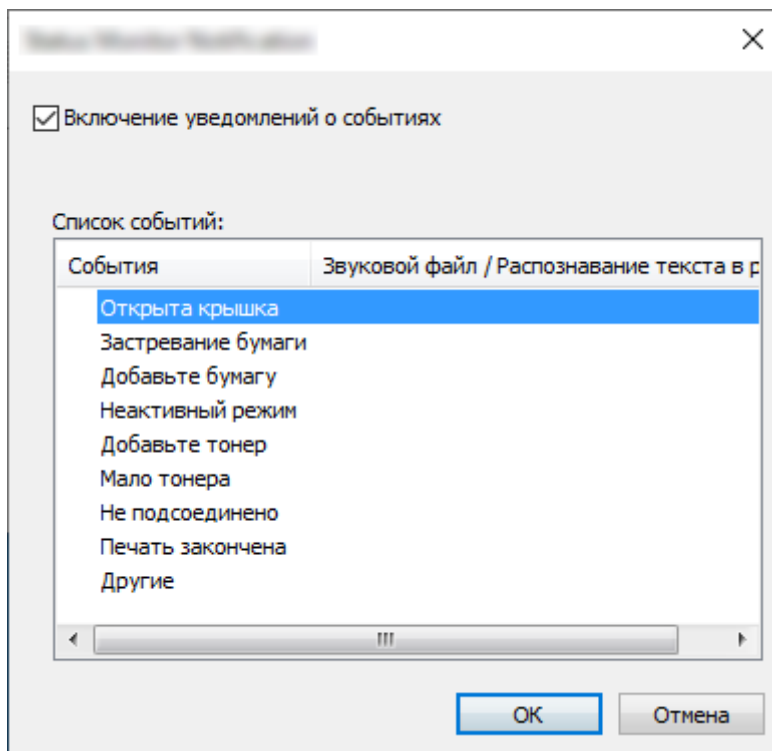 Включение уведомлений о событиях
Список событий:
События Звуковой файл / Распознавание текста в р
Открыта крышка
Застревание бумаги
Добавьте бумагу
Неактивный режим
Добавьте тонер
Мало тонера
Не подсоединено
Печать закончена
Другие
OK Отмена